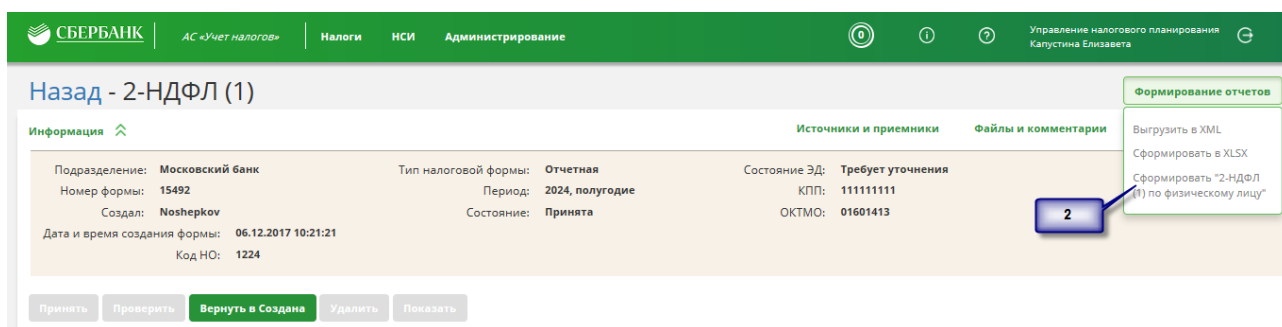 СБЕРБАНК АС «Учет налогов» Налоги НСИ Администрирование 0 i ? Управление налогового планирования
Капустина Елизавета
Назад - 2-НДФЛ (1)
Формирование отчетов
Информация Источники и приемники Файлы и комментарии
Выгрузить в XML
Сформировать в XLSX
Сформировать "2-НДФЛ
(1) по физическому лицу"
2
Подразделение: Московский банк Тип налоговой формы: Отчетная Состояние ЭД: Требует уточнения
Номер формы: 15492 Период: 2024, полугодие КПП: 111111111
Создал: Noshepkov Состояние: Принята ОКТМО: 01601413
Дата и время создания формы: 06.12.2017 10:21:21
Код НО: 1224
Принять Проверить Вернуть в Создана Удалить Показать